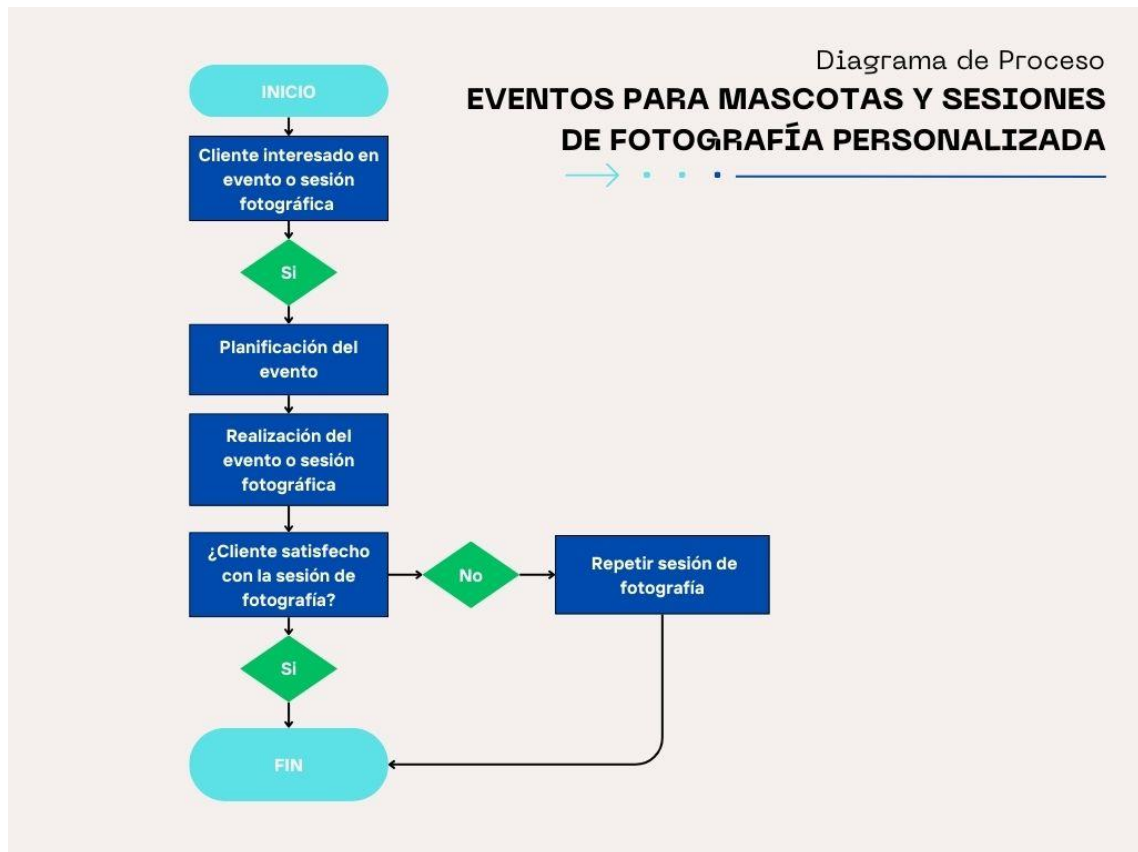 Diagrama de Proceso
EVENTOS PARA MASCOTAS Y SESIONES
DE FOTOGRAFÍA PERSONALIZADA
INICIO
Cliente interesado en
evento o sesión
fotográfica
Si
Planificación del
evento
Realización del
evento o sesión
fotográfica
¿Cliente satisfecho
con la sesión de
fotografía?
No
Repetir sesión de
fotografía
Si
FIN